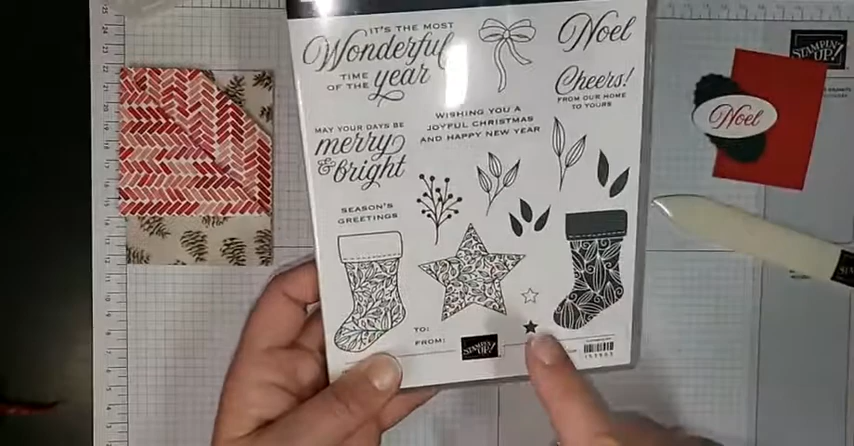 IT'S THE MOST
Wonderful
TIME
OF THE year
Noel
Cheers!
FROM OUR HOME
TO YOURS
WISHING YOU A
JOYFUL CHRISTMAS
AND HAPPY NEW YEAR
MAY YOUR DAYS BE
merry
& bright
SEASON'S
GREETINGS
TO:
FROM:
STAMPIN' UP!
Noel
STAMPIN' UP!